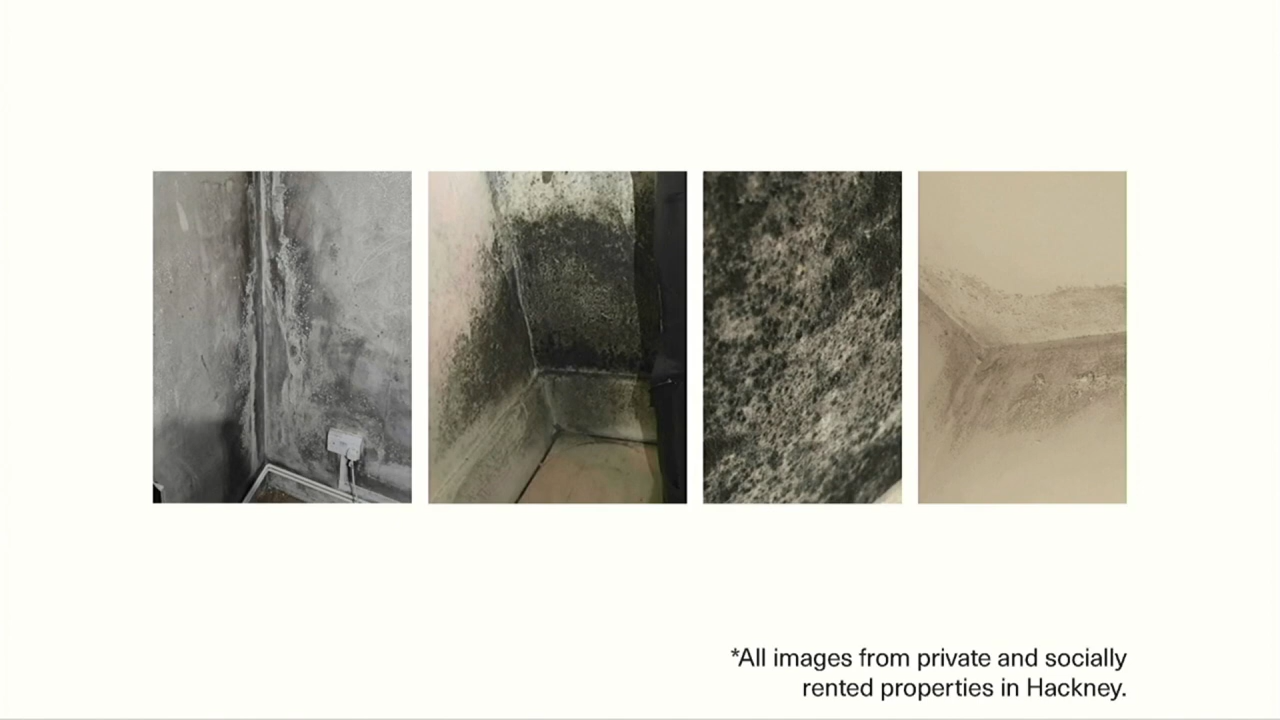 *All images from private and socially
rented properties in Hackney.